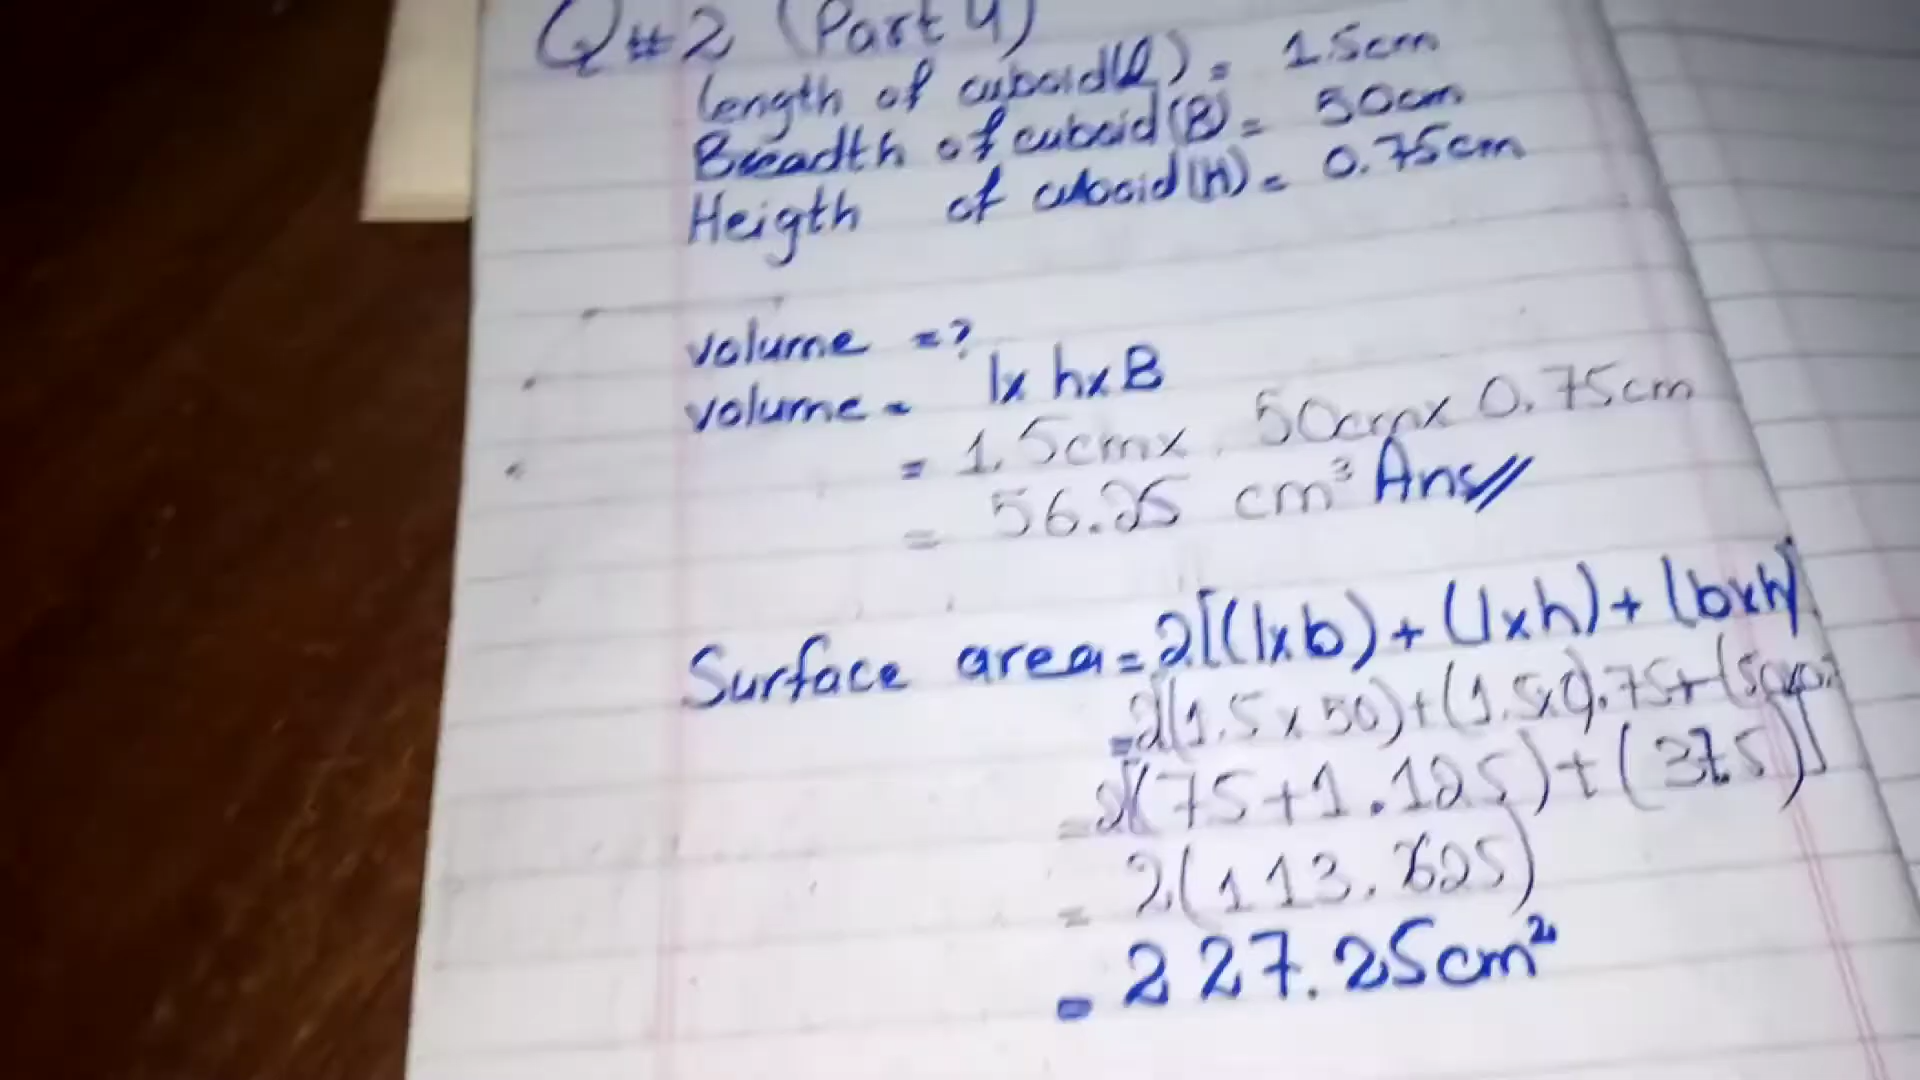 Q#2 (Part 4)
length of cuboid(l) = 1.5cm
Breadth of cuboid(B) = 50cm
Heigth of cuboid(h) = 0.75cm
volume =?
volume = l x h x B
= 1.5cm x 50cm x 0.75cm
= 56.25 cm³ Ans//
Surface area = 2[(l x b) + (l x h) + (b x h)]
= 2[(1.5 x 50) + (1.5 x 0.75 + (50 x 0.
= 2[(75 + 1.125) + (37.5)]
= 2(113.625)
= 227.25cm²